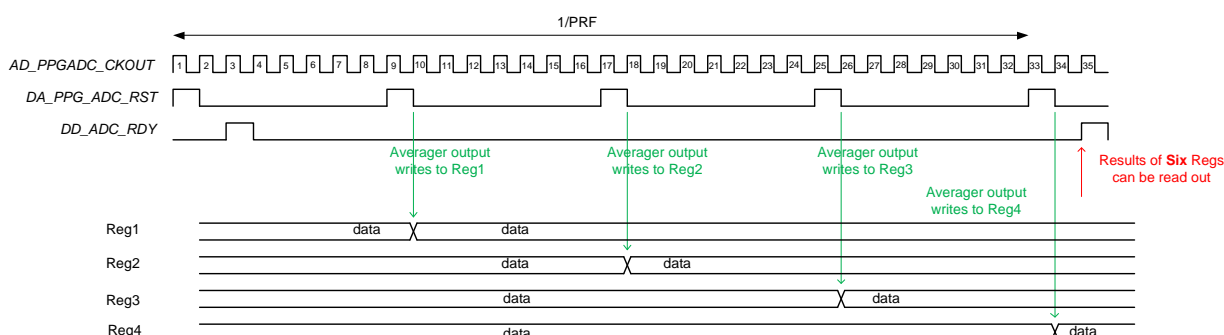 1/PRF
AD_PPGADC_CKOUT 1 2 3 4 5 6 7 8 9 10 11 12 13 14 15 16 17 18 19 20 21 22 23 24 25 26 27 28 29 30 31 32 33 34 35
DA_PPG_ADC_RST
DD_ADC_RDY
Averager output
writes to Reg1
Averager output
writes to Reg2
Averager output
writes to Reg3
Results of Six Regs
can be read out
Averager output
writes to Reg4
Reg1 data data
Reg2 data data
Reg3 data data
Reg4 data data